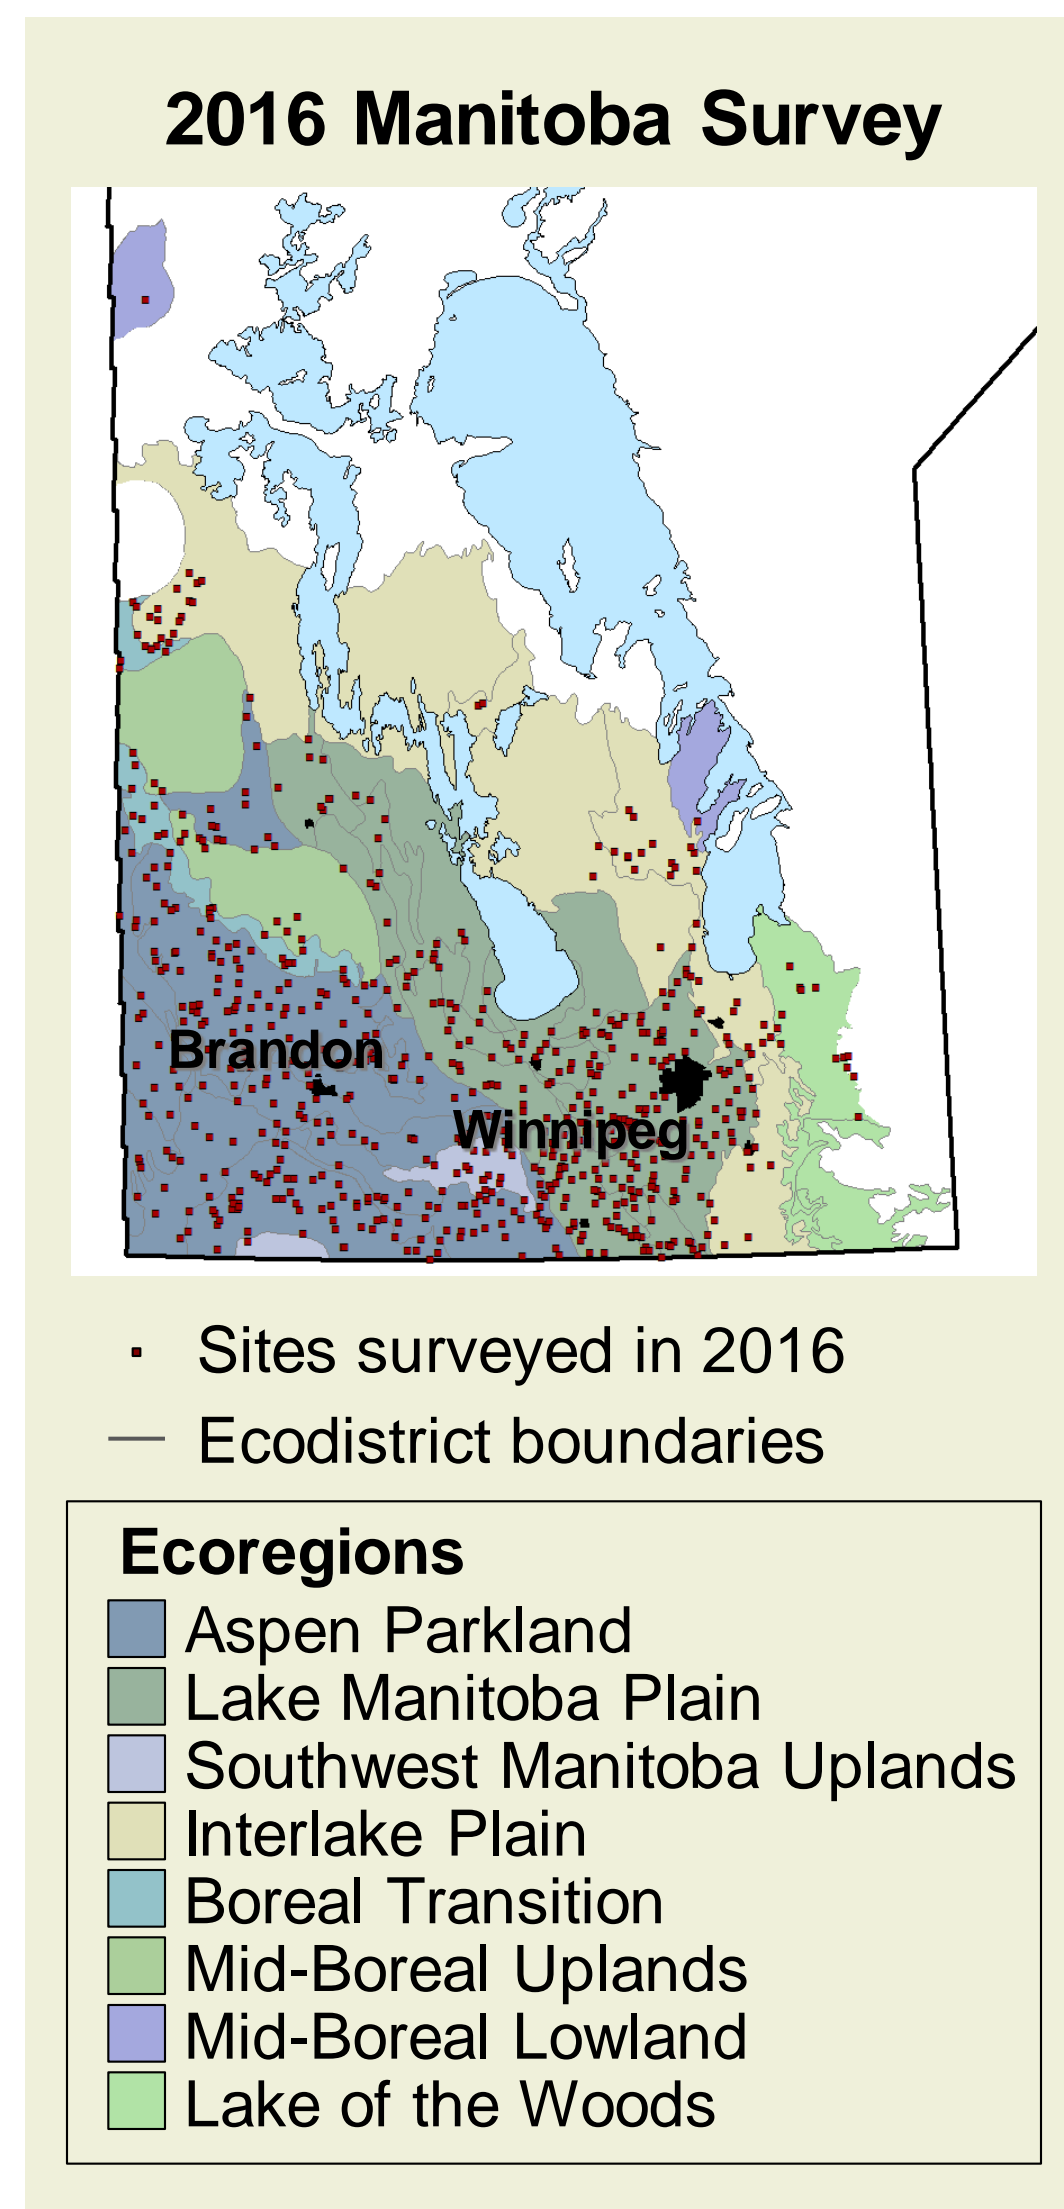 2016 Manitoba Survey
Brandon
Winnipeg
Sites surveyed in 2016
Ecodistrict boundaries
Ecoregions
Aspen Parkland
Lake Manitoba Plain
Southwest Manitoba Uplands
Interlake Plain
Boreal Transition
Mid-Boreal Uplands
Mid-Boreal Lowland
Lake of the Woods